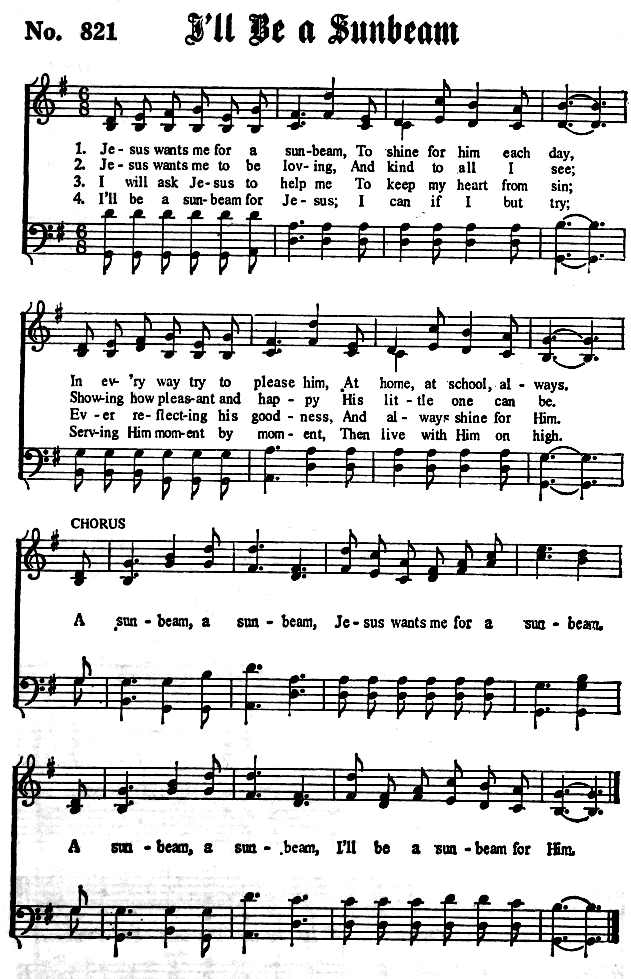 No. 821 I'll Be a Sunbeam
6
8
1. Je - sus wants me for a sun-beam, To shine for him each day,
2. Je - sus wants me to be lov-ing, And kind to all I see;
3. I will ask Je-sus to help me To keep my heart from sin;
4. I'll be a sun-beam for Je - sus; I can if I but try;
6
8
In ev- 'ry way try to please him, At home, at school, al - ways.
Show-ing how pleas-ant and hap - py His lit - tle one can be.
Ev - er re-flect-ing his good-ness, And al - ways shine for Him.
Serv-ing Him mom-ent by mom-ent, Then live with Him on high.
CHORUS
A sun-beam, a sun-beam, Je-sus wants me for a sun-beam.
A sun-beam, a sun-beam, I'll be a sun-beam for Him.